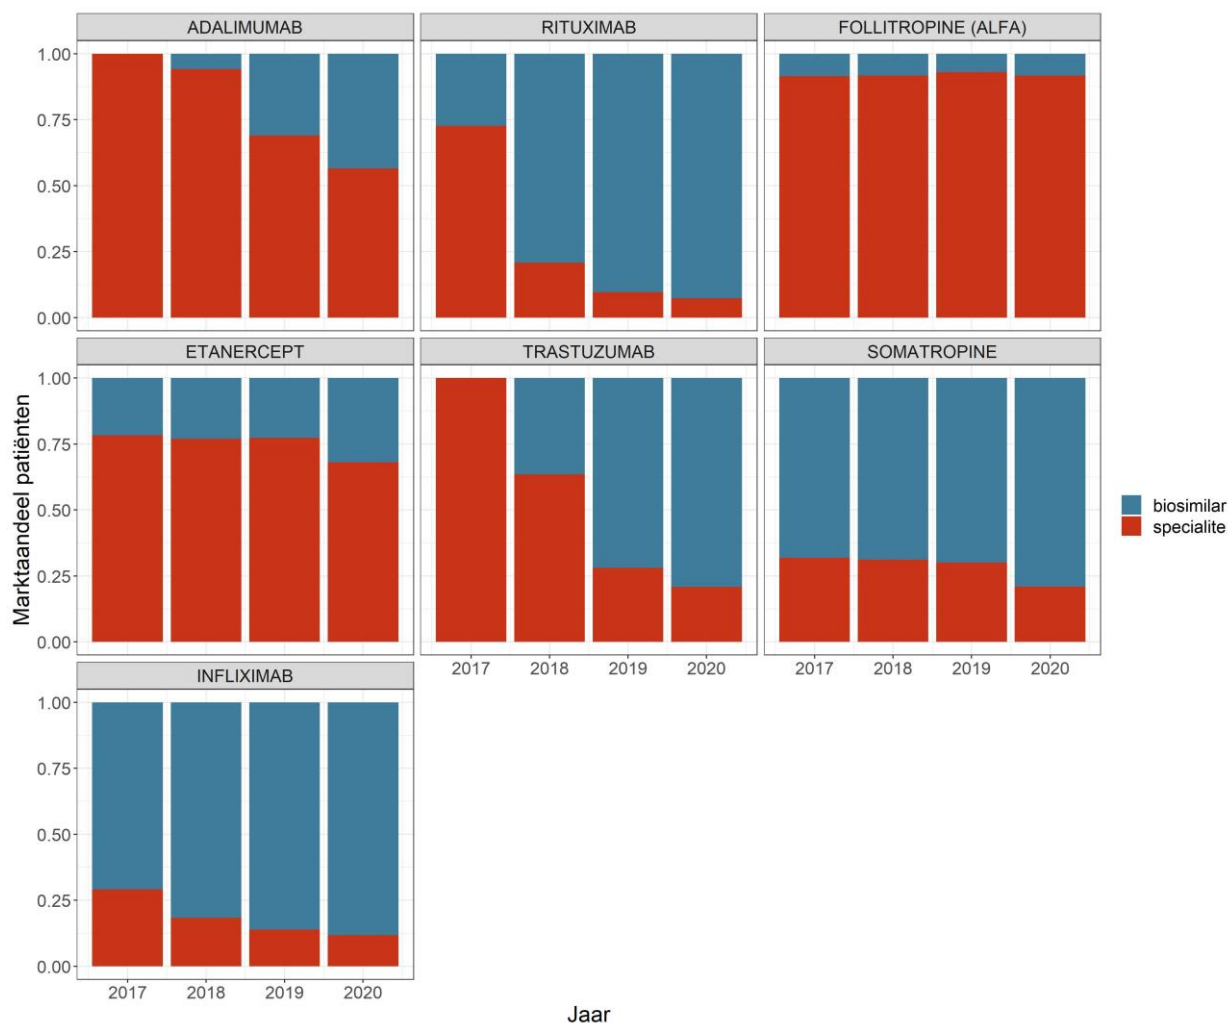 ADALIMUMAB RITUXIMAB FOLLITROPINE (ALFA)
1.00
0.75
0.50
0.25
0.00
ETANERCEPT TRASTUZUMAB SOMATROPINE
1.00
0.75
0.50
0.25
0.00
2017 2018 2019 2020 2017 2018 2019 2020
INFLIXIMAB
1.00
0.75
0.50
0.25
0.00
2017 2018 2019 2020
Marktaandeel patiënten
Jaar
biosimilar
specialite